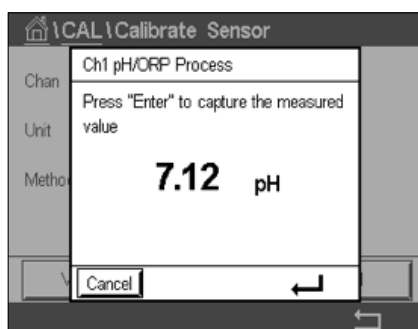 \CAL\Calibrate Sensor
Ch1 pH/ORP Process
Chan
Press "Enter" to capture the measured
value
Unit
7.12 pH
Metho
Cancel